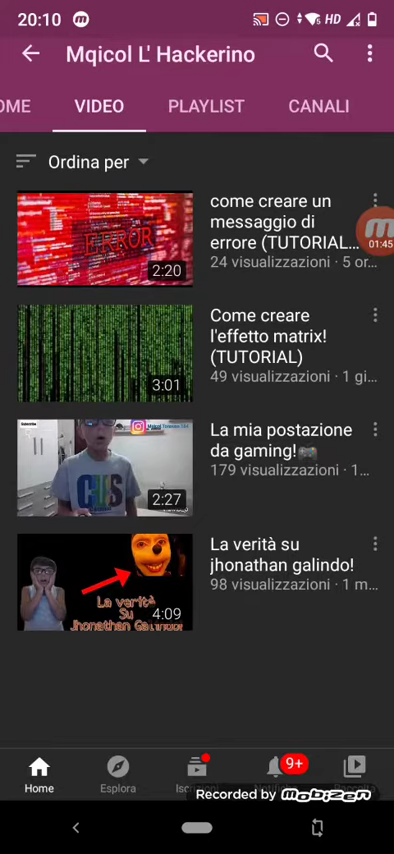 20:10
HD
Mqicol L' Hackerino
OME
VIDEO
PLAYLIST
CANALI
Ordina per
ERROR
2:20
come creare un
messaggio di
errore (TUTORIAL…
24 visualizzazioni · 5 or…
01:45
3:01
Come creare
l'effetto matrix!
(TUTORIAL)
49 visualizzazioni · 1 gi…
2:27
La mia postazione
da gaming!🎮
179 visualizzazioni · 1…
La verità
Su
Jhonathan Galindo!
4:09
La verità su
jhonathan galindo!
98 visualizzazioni · 1 m…
9+
Home
Esplora
Recorded by mobizen